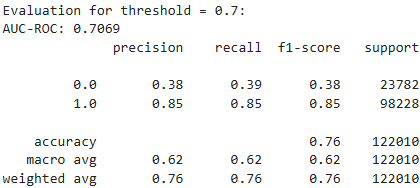 Evaluation for threshold = 0.7:
AUC-ROC: 0.7069
precision recall f1-score support
0.0 0.38 0.39 0.38 23782
1.0 0.85 0.85 0.85 98228
accuracy 0.76 122010
macro avg 0.62 0.62 0.62 122010
weighted avg 0.76 0.76 0.76 122010